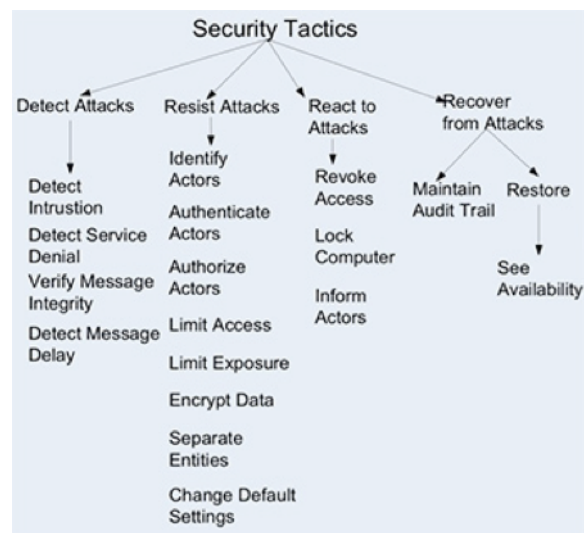 Security Tactics
Detect Attacks
Resist Attacks
React to
Attacks
Recover
from Attacks
Detect
Intrusion
Detect Service
Denial
Verify Message
Integrity
Detect Message
Delay
Identify
Actors
Authenticate
Actors
Authorize
Actors
Limit Access
Limit Exposure
Encrypt Data
Separate
Entities
Change Default
Settings
Revoke
Access
Lock
Computer
Inform
Actors
Maintain
Audit Trail
Restore
See
Availability